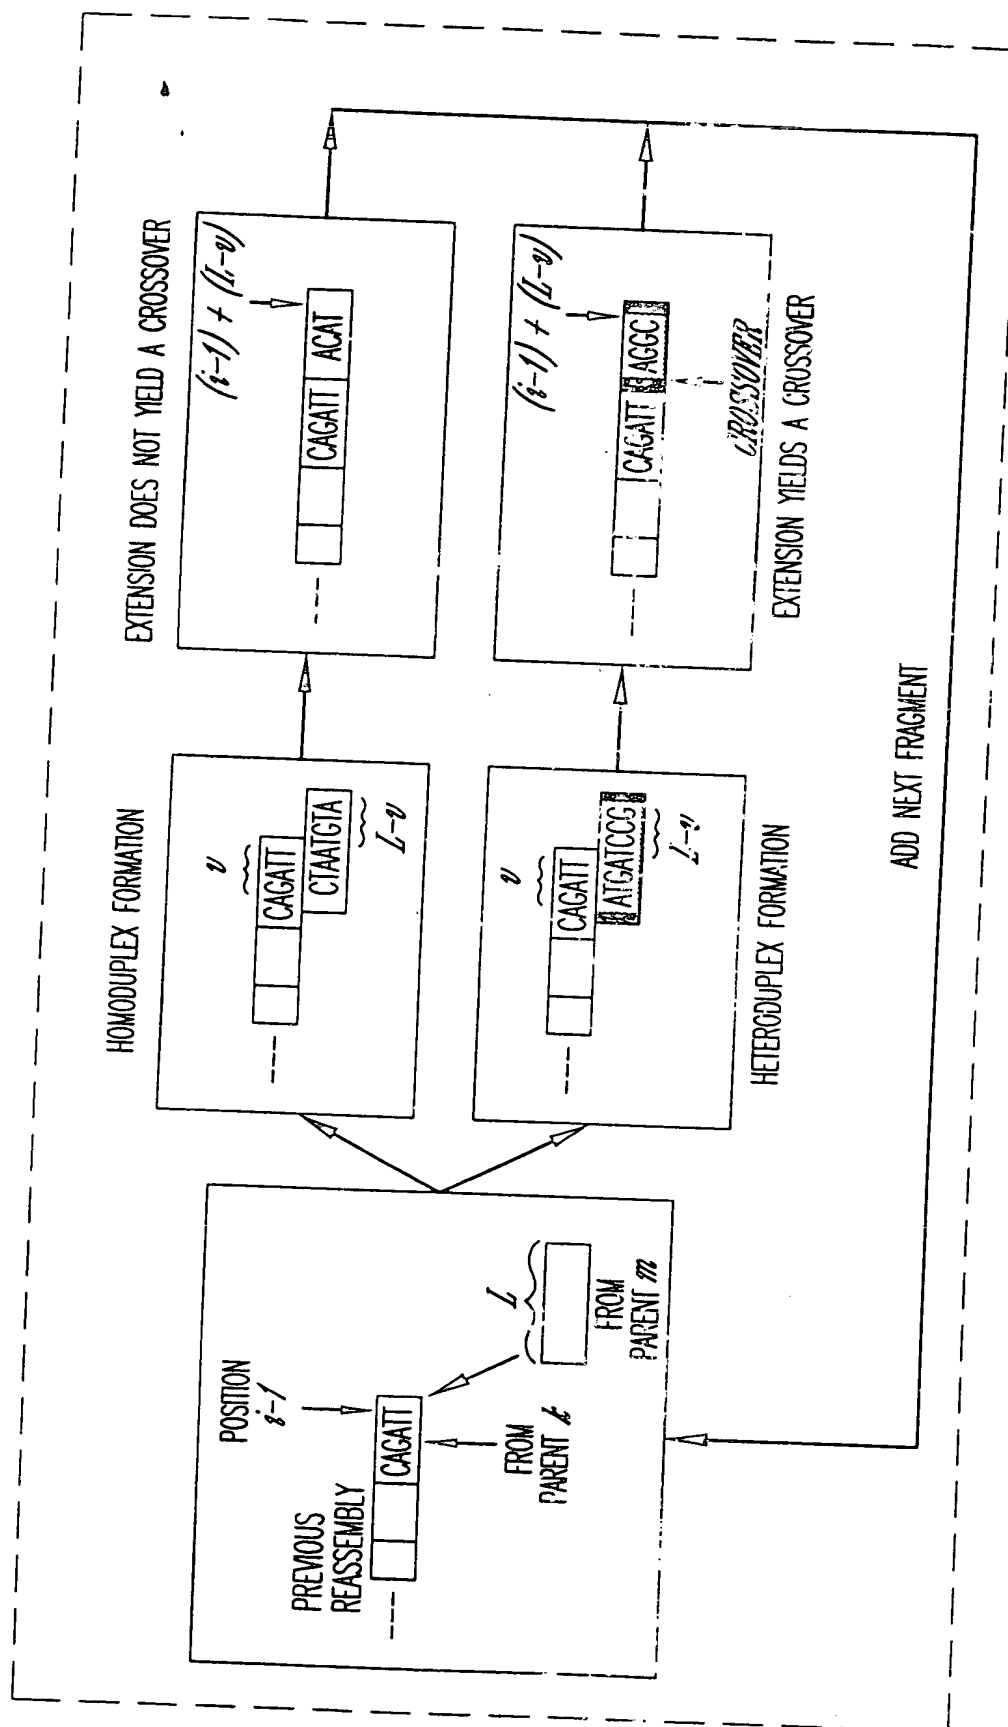 POSITION
i-1
PREVIOUS
REASSEMBLY
CAGATT
FROM
PARENT k
L
FROM
PARENT m
HOMODUPLEX FORMATION
v
CAGATT
CTAATGTA
L-v
v
CAGATT
ATGATCCG
L-v
HETERODUPLEX FORMATION
EXTENSION DOES NOT YIELD A CROSSOVER
(i-1) + (L-v)
CAGATT
ACAT
(i-1) + (L-v)
CAGATT
AGGC
CROSSOVER
EXTENSION YIELDS A CROSSOVER
ADD NEXT FRAGMENT